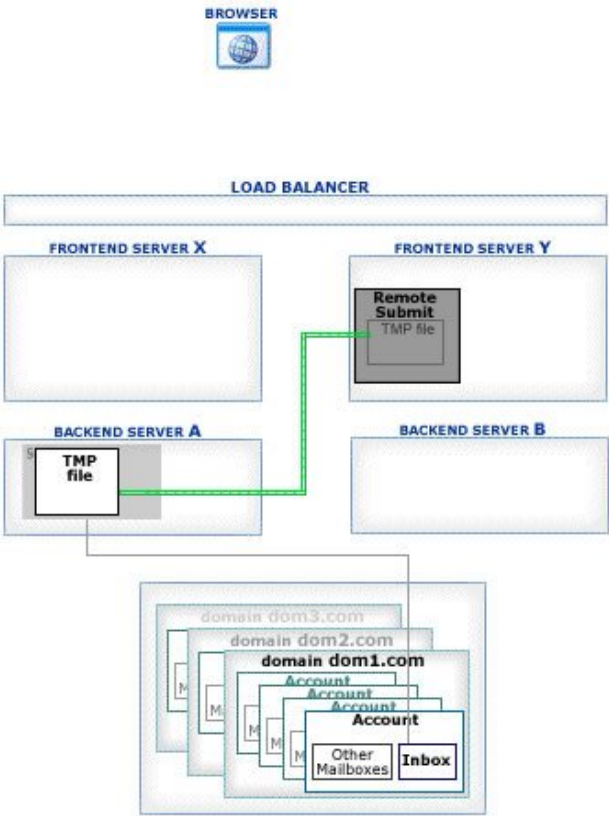 BROWSER
LOAD BALANCER
FRONTEND SERVER X
FRONTEND SERVER Y
Remote
Submit
TMP file
BACKEND SERVER A
BACKEND SERVER B
S
TMP
file
domain dom3.com
domain dom2.com
domain dom1.com
Account
Account
Account
Account
M
M
M
M
M
Other
Mailboxes
Inbox